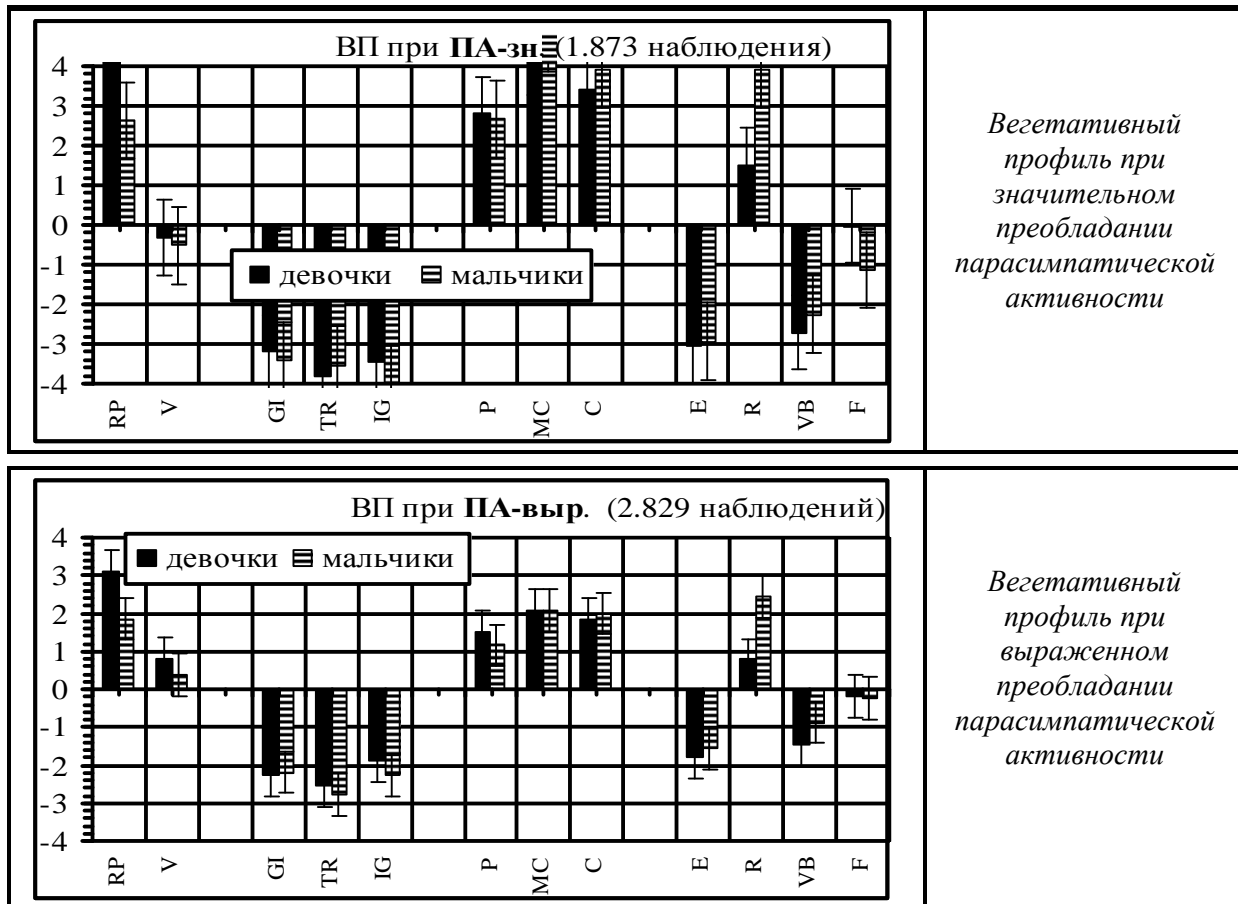 ВП при ПА-зн. (1.873 наблюдения)
4
3
2
1
0
-1
-2
-3
-4
девочки мальчики
RP V GI TR IG P MC C E R VB F
Вегетативный
профиль при
значительном
преобладании
парасимпатической
активности
ВП при ПА-выр. (2.829 наблюдений)
девочки мальчики
4
3
2
1
0
-1
-2
-3
-4
RP V GI TR IG P MC C E R VB F
Вегетативный
профиль при
выраженном
преобладании
парасимпатической
активности